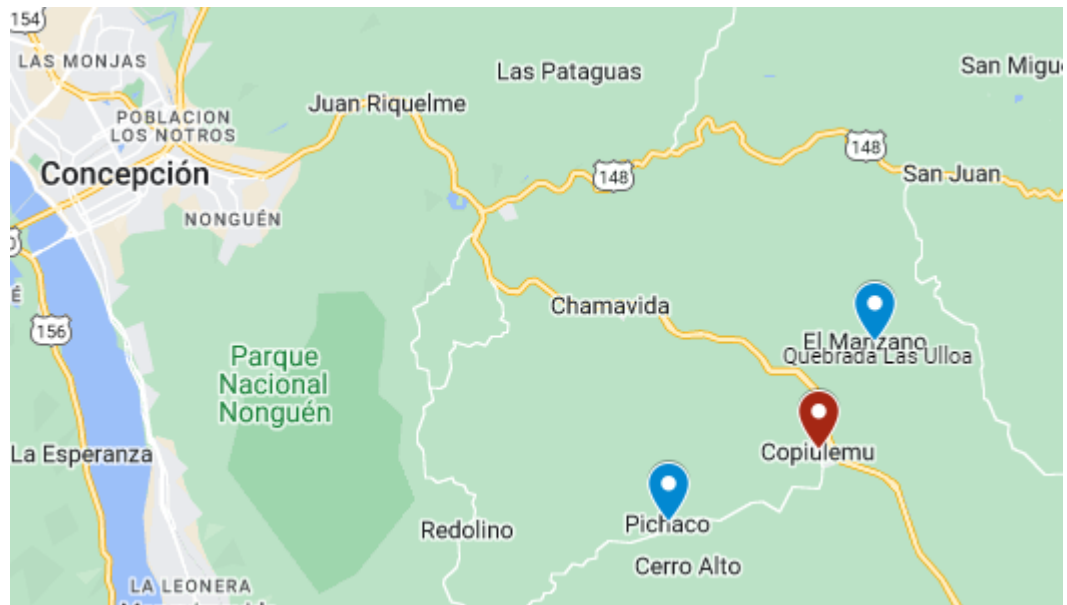 154
LAS MONJAS
Las Pataguas
San Migu
Juan Riquelme
POBLACION
LOS NOTROS
148
148
Concepción
San Juan
NONGUÉN
É
156
Chamavida
El Manzano
Quebrada Las Ulloa
Parque
Nacional
Nonguén
La Esperanza
Copiulemu
Pichaco
Redolino
Cerro Alto
LA LEONERA